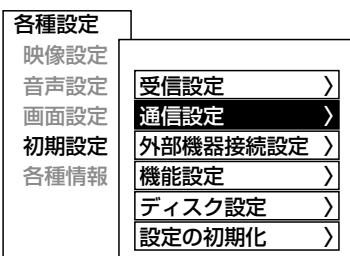 各種設定
映像設定
音声設定
画面設定
初期設定
各種情報
受信設定 〉
通信設定 〉
外部機器接続設定 〉
機能設定 〉
ディスク設定 〉
設定の初期化 〉